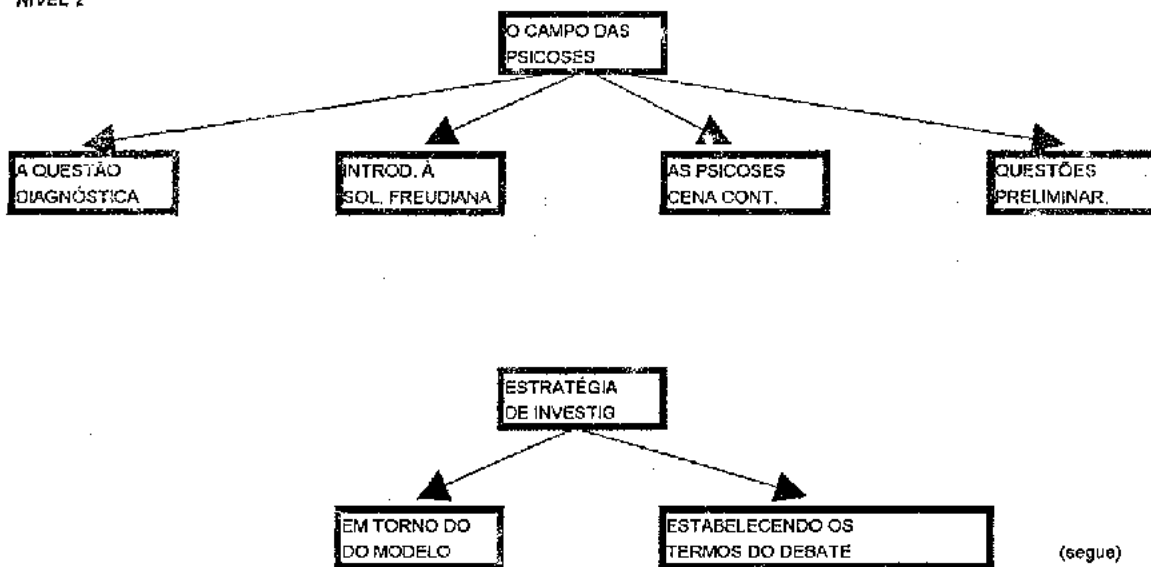 NÍVEL 2
O CAMPO DAS
PSICOSES
A QUESTÃO
DIAGNÓSTICA
INTROD. À
SOL. FREUDIANA
AS PSICOSES
CENA CONT.
QUESTÕES
PRELIMINAR.
ESTRATÉGIA
DE INVESTIG
EM TORNO DO
DO MODELO
ESTABELECENDO OS
TERMOS DO DEBATE
(segue)